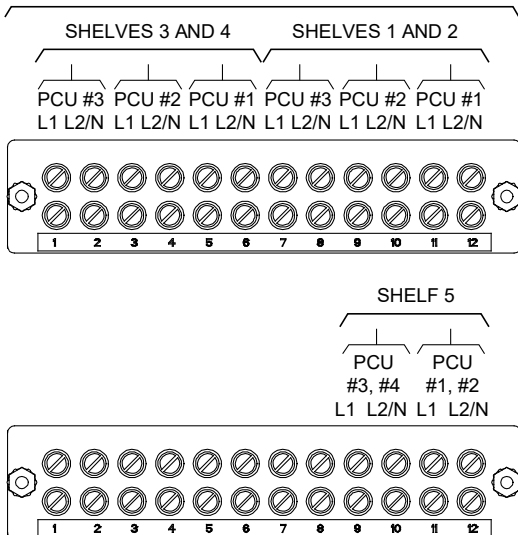 SHELVES 3 AND 4 SHELVES 1 AND 2
PCU #3 PCU #2 PCU #1 PCU #3 PCU #2 PCU #1
L1 L2/N L1 L2/N L1 L2/N L1 L2/N L1 L2/N L1 L2/N
1 2 3 4 5 6 7 8 9 10 11 12
SHELF 5
PCU PCU
#3, #4 #1, #2
L1 L2/N L1 L2/N
1 2 3 4 5 6 7 8 9 10 11 12